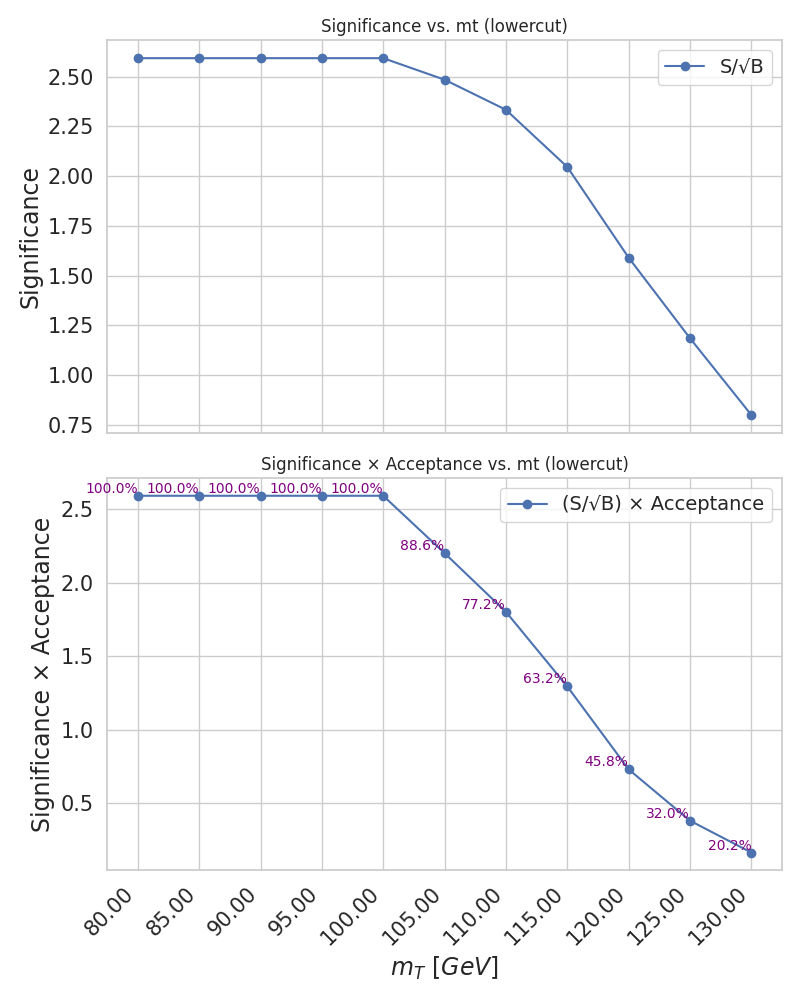 Significance vs. mt (lowercut)
S/√B
2.50
2.25
2.00
1.75
1.50
1.25
1.00
0.75
Significance
Significance × Acceptance vs. mt (lowercut)
(S/√B) × Acceptance
100.0% 100.0% 100.0% 100.0% 100.0%
88.6%
77.2%
63.2%
45.8%
32.0%
20.2%
2.5
2.0
1.5
1.0
0.5
Significance × Acceptance
80.00 85.00 90.00 95.00 100.00 105.00 110.00 115.00 120.00 125.00 130.00
m_T [GeV]